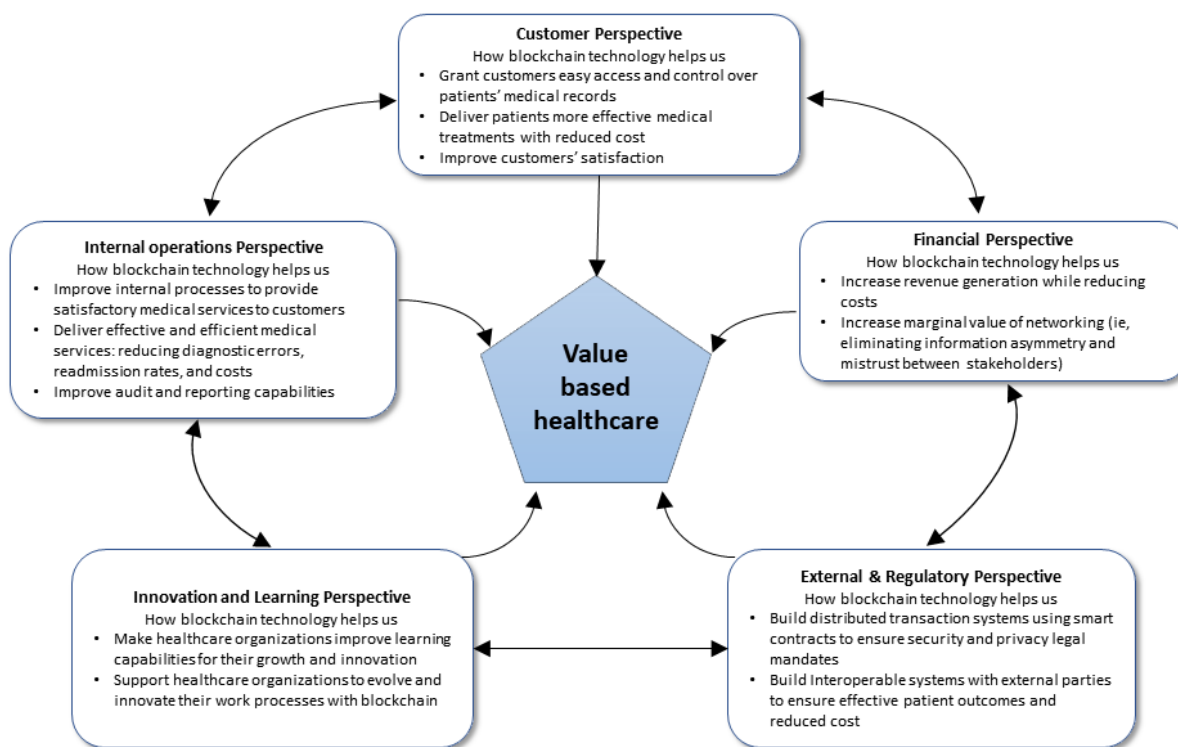 Customer Perspective
How blockchain technology helps us
• Grant customers easy access and control over
patients’ medical records
• Deliver patients more effective medical
treatments with reduced cost
• Improve customers’ satisfaction
Internal operations Perspective
How blockchain technology helps us
• Improve internal processes to provide
satisfactory medical services to customers
• Deliver effective and efficient medical
services: reducing diagnostic errors,
readmission rates, and costs
• Improve audit and reporting capabilities
Financial Perspective
How blockchain technology helps us
• Increase revenue generation while reducing
costs
• Increase marginal value of networking (ie,
eliminating information asymmetry and
mistrust between stakeholders)
Value
based
healthcare
Innovation and Learning Perspective
How blockchain technology helps us
• Make healthcare organizations improve learning
capabilities for their growth and innovation
• Support healthcare organizations to evolve and
innovate their work processes with blockchain
External & Regulatory Perspective
How blockchain technology helps us
• Build distributed transaction systems using smart
contracts to ensure security and privacy legal
mandates
• Build Interoperable systems with external parties
to ensure effective patient outcomes and
reduced cost